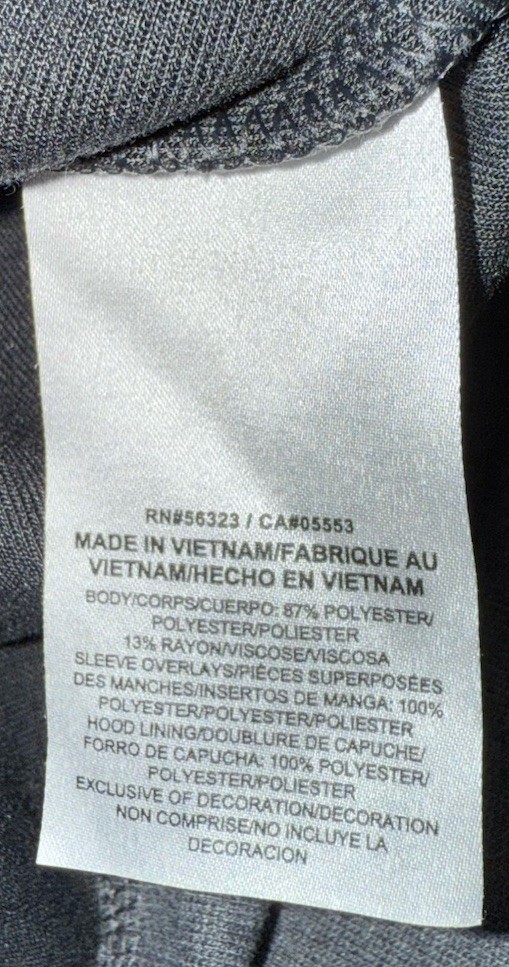 RN#56323 / CA#05553
MADE IN VIETNAM/FABRIQUE AU
VIETNAM/HECHO EN VIETNAM
BODY/CORPS/CUERPO: 87% POLYESTER/
POLYESTER/POLIESTER
13% RAYON/VISCOSE/VISCOSA
SLEEVE OVERLAYS/PIÈCES SUPERPOSÉES
DES MANCHES/INSERTOS DE MANGA: 100%
POLYESTER/POLYESTER/POLIESTER
HOOD LINING/DOUBLURE DE CAPUCHE/
FORRO DE CAPUCHA: 100% POLYESTER/
POLYESTER/POLIESTER
EXCLUSIVE OF DECORATION/DECORATION
NON COMPRISE/NO INCLUYE LA
DECORACION